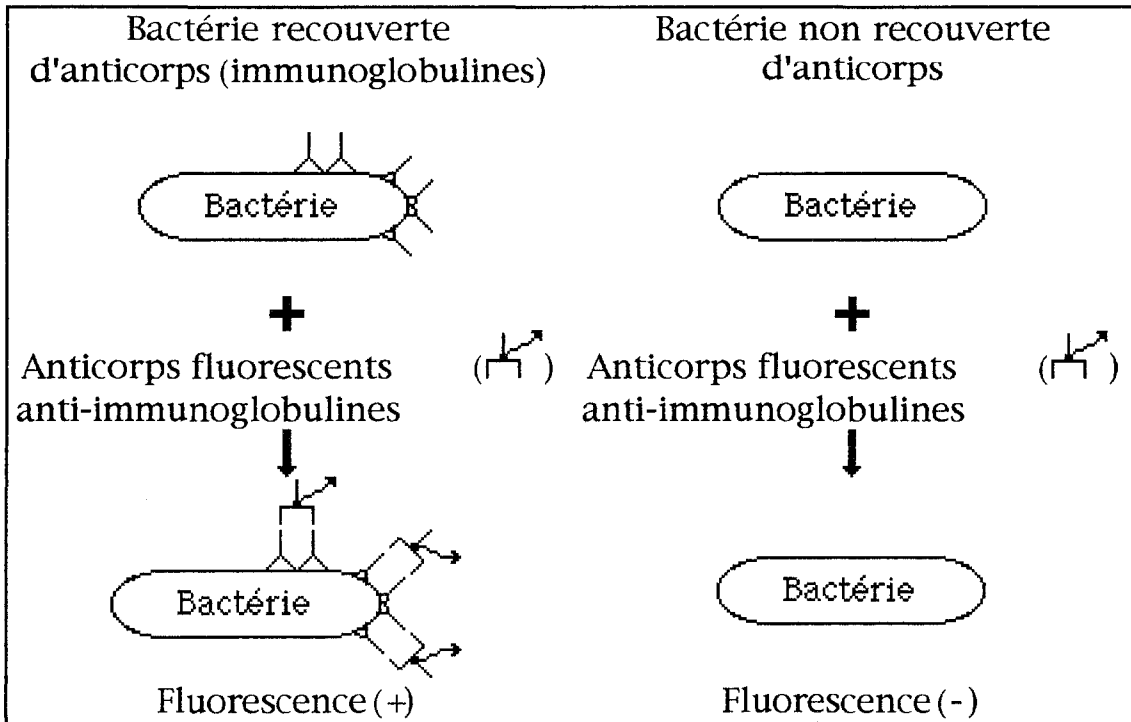 Bactérie recouverte
d'anticorps (immunoglobulines)
Bactérie
+
Anticorps fluorescents
anti-immunoglobulines
( )
Bactérie
Fluorescence (+)
Bactérie non recouverte
d'anticorps
Bactérie
+
Anticorps fluorescents
anti-immunoglobulines
( )
Bactérie
Fluorescence (-)